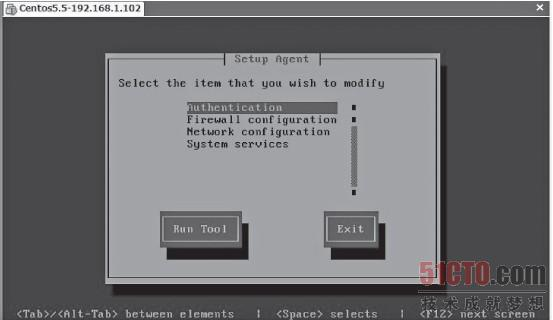 Centos5.5-192.168.1.102
Setup Agent
Select the item that you wish to modify
Authentication
Firewall configuration
Network configuration
System services
Run Tool
Exit
51CTO.com
技术成就梦想
<Tab>/<Alt-Tab> between elements | <Space> selects | <F12> next screen